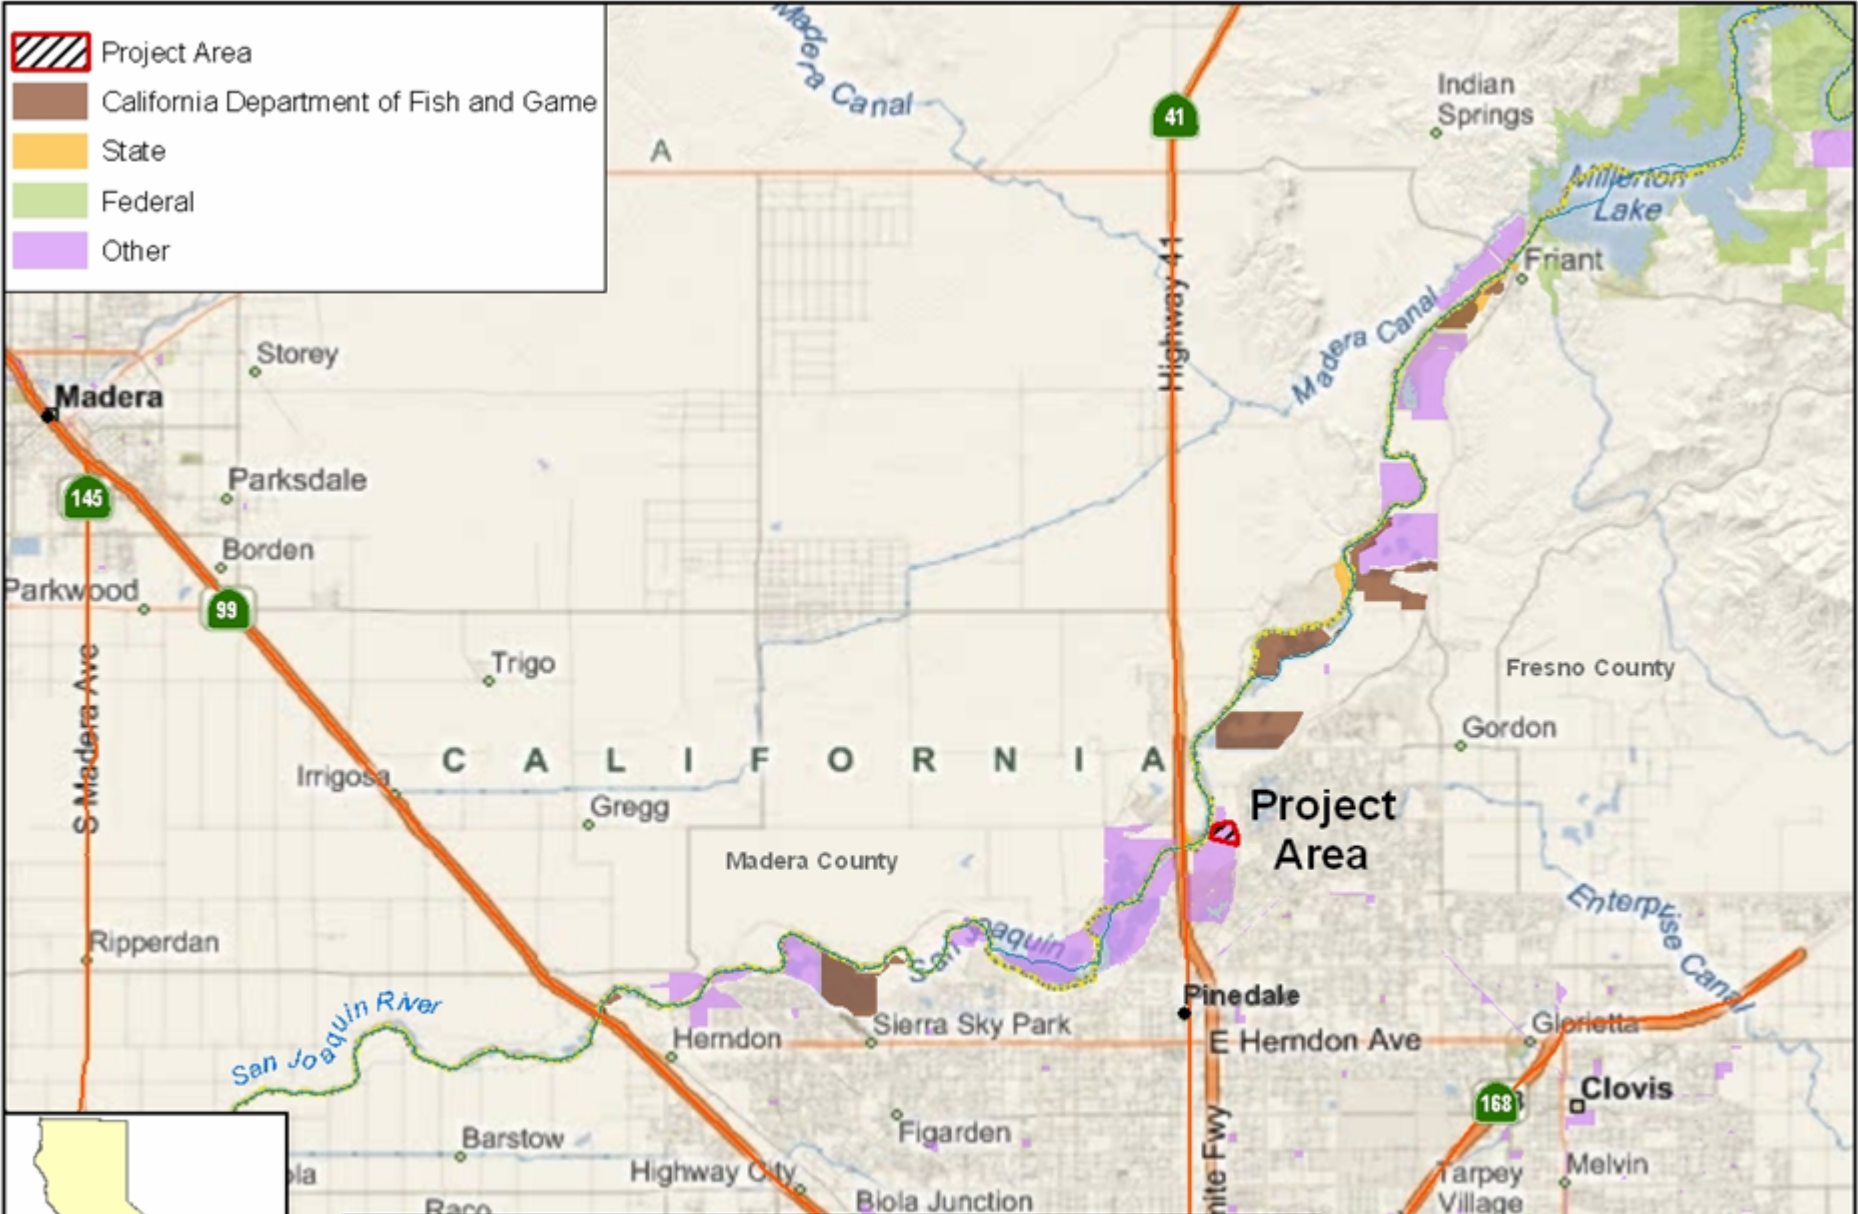 Project Area
California Department of Fish and Game
State
Federal
Other
Madera Canal
41
Indian
Springs
A
Millerton
Lake
Friant
Highway 41
Madera Canal
Storey
Madera
Parksdale
145
Borden
Parkwood
99
S Madera Ave
Trigo
Fresno County
Gordon
CALIFORNIA
Irrigosa
Gregg
Project
Area
Madera County
Enterprise Canal
Ripperdan
San Joaquin
Pinedale
San Joaquin River
Sierra Sky Park
Herndon
E Herndon Ave
Glorietta
Clovis
168
Barstow
Figarden
Highway City
Melvin
Tarpey
Village
Biola Junction
Fwy
Raco